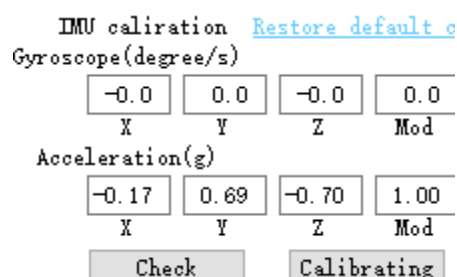 IMU caliration Restore default c
Gyroscope(degree/s)
-0.0 0.0 -0.0 0.0
X Y Z Mod
Acceleration(g)
-0.17 0.69 -0.70 1.00
X Y Z Mod
Check Calibrating